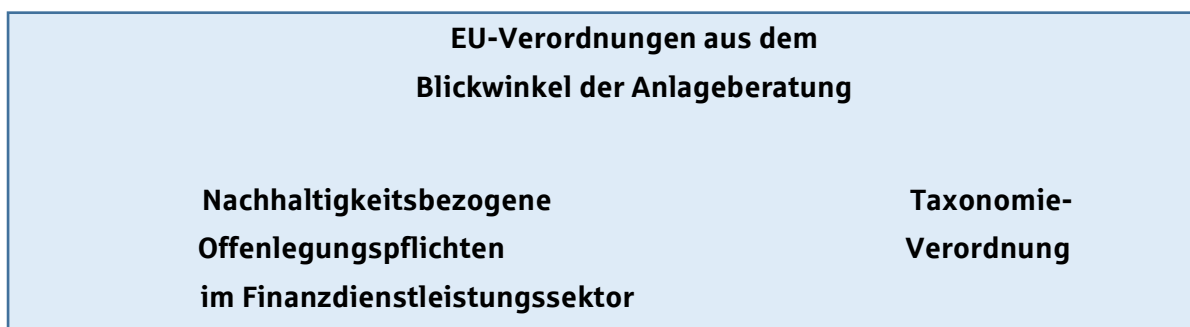 EU-Verordnungen aus dem
Blickwinkel der Anlageberatung
Nachhaltigkeitsbezogene
Offenlegungspflichten
im Finanzdienstleistungssektor
Taxonomie-
Verordnung